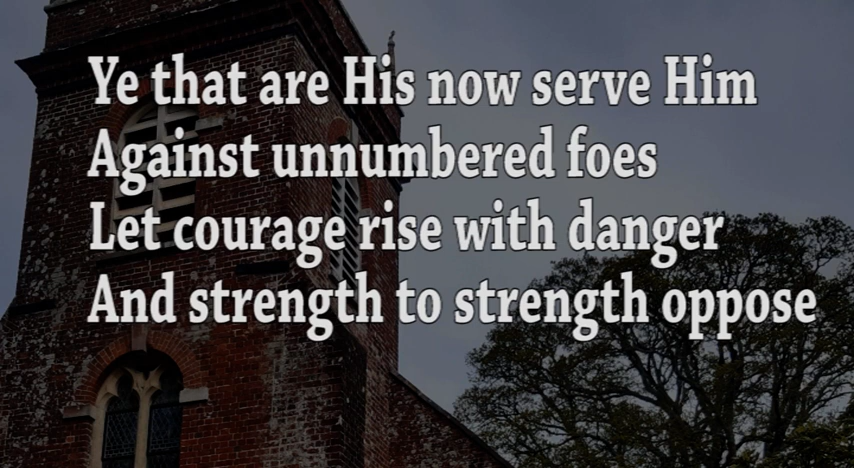 Ye that are His now serve Him
Against unnumbered foes
Let courage rise with danger
And strength to strength oppose